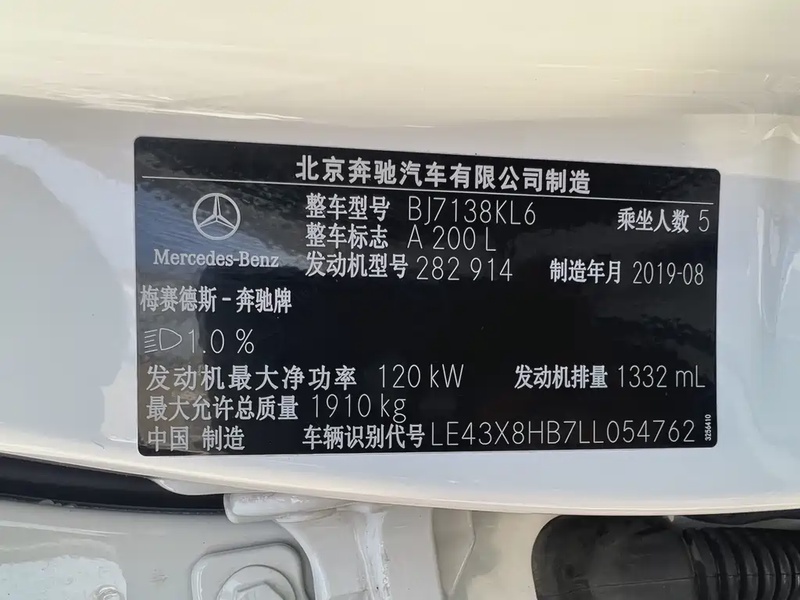 北京奔驰汽车有限公司制造
整车型号 BJ7138KL6 乘坐人数 5
整车标志 A 200 L
Mercedes-Benz 发动机型号 282 914 制造年月 2019-08
梅赛德斯-奔驰牌
1.0 %
发动机最大净功率 120 kW 发动机排量 1332 mL
最大允许总质量 1910 kg
中国 制造 车辆识别代号 LE43X8HB7LL054762
3256410